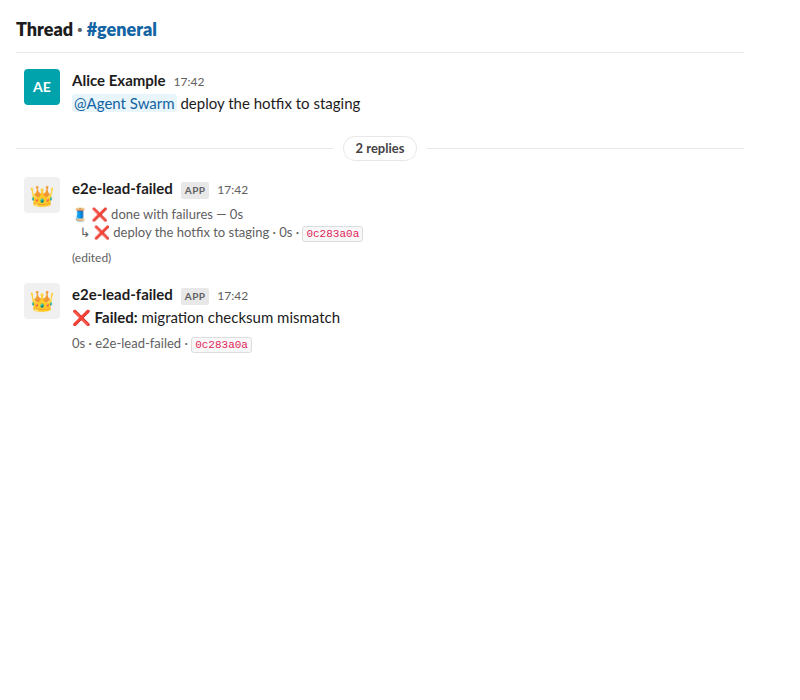 Thread • #general
AE
Alice Example 17:42
@Agent Swarm deploy the hotfix to staging
2 replies
e2e-lead-failed APP 17:42
🧵 ❌ done with failures — 0s
↳ ❌ deploy the hotfix to staging · 0s · 0c283a0a
(edited)
e2e-lead-failed APP 17:42
❌ Failed: migration checksum mismatch
0s · e2e-lead-failed · 0c283a0a